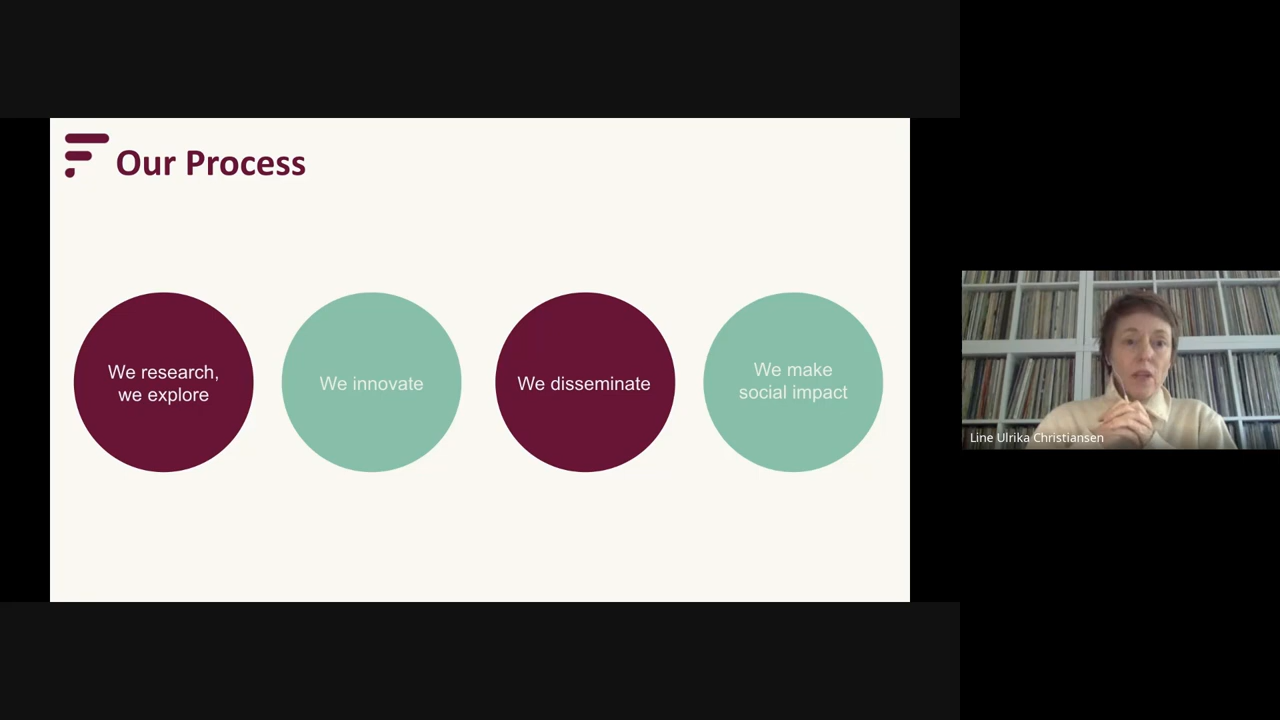 Our Process
We research,
we explore
We innovate
We disseminate
We make
social impact
Line Ulrika Christiansen